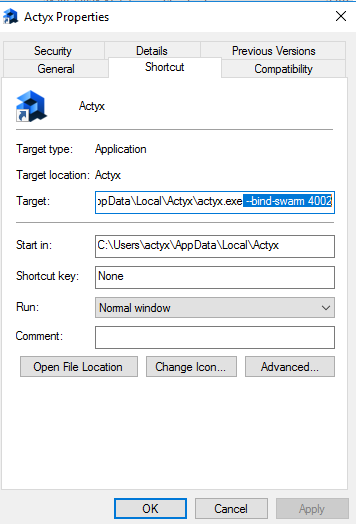 Actyx Properties
Security
Details
Previous Versions
General
Shortcut
Compatibility
Actyx
Target type:
Application
Target location:
Actyx
Target:
pData\Local\Actyx\actyx.exe --bind-swarm 4002
Start in:
C:\Users\actyx\AppData\Local\Actyx
Shortcut key:
None
Run:
Normal window
Comment:
Open File Location
Change Icon...
Advanced...
OK
Cancel
Apply